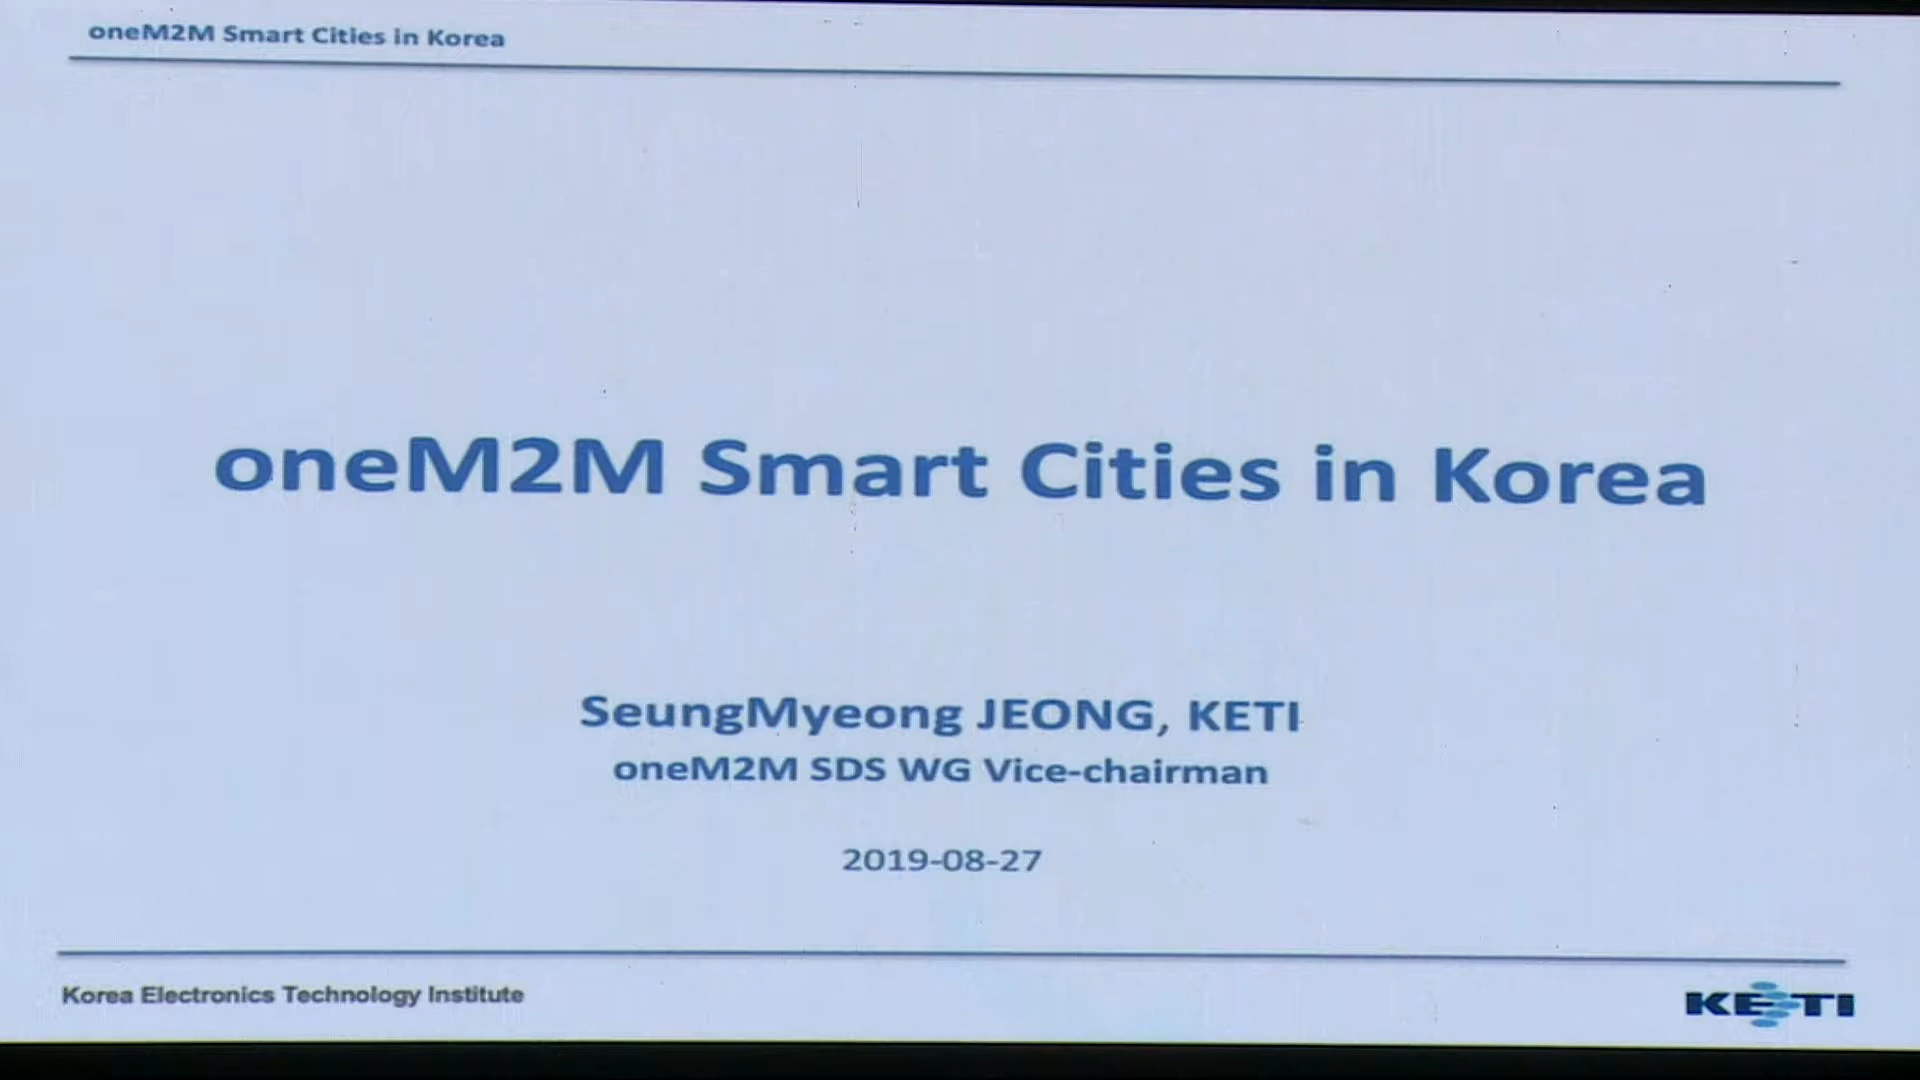 oneM2M Smart Cities in Korea
oneM2M Smart Cities in Korea
SeungMyeong JEONG, KETI
oneM2M SDS WG Vice-chairman
2019-08-27
Korea Electronics Technology Institute
KETI